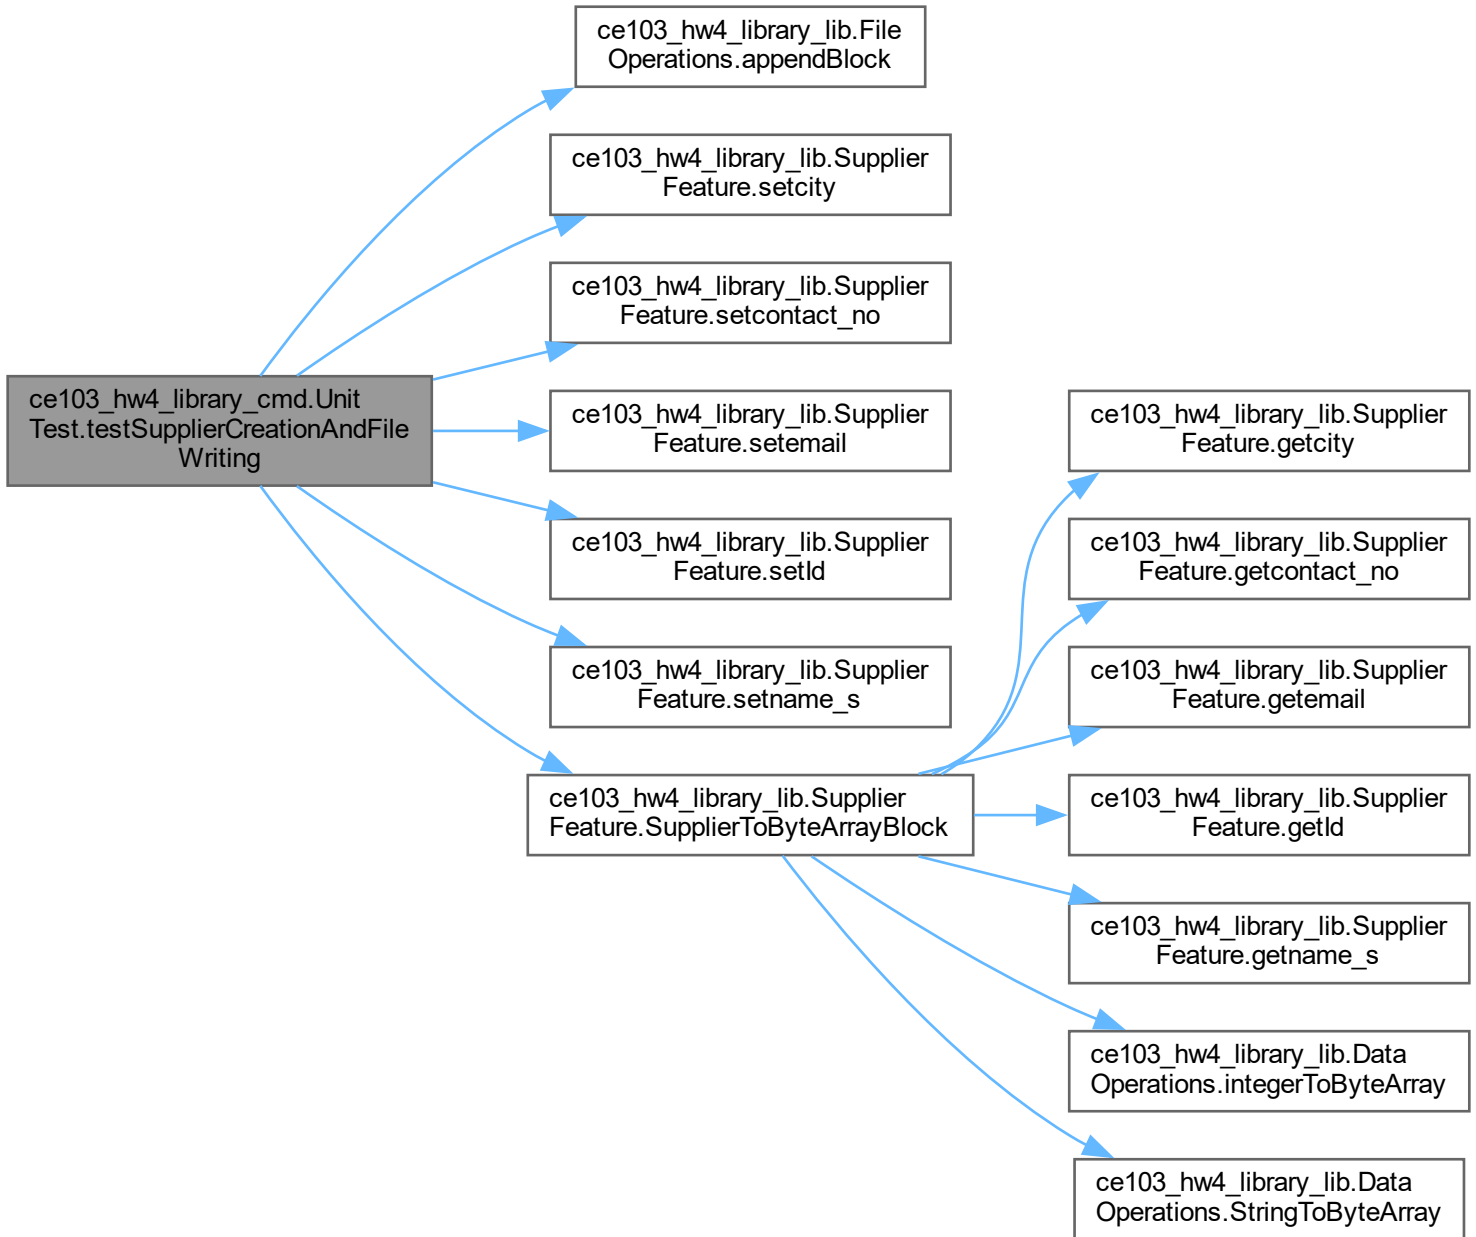 ce103_hw4_library_lib.File
Operations.appendBlock
ce103_hw4_library_lib.Supplier
Feature.setcity
ce103_hw4_library_lib.Supplier
Feature.setcontact_no
ce103_hw4_library_cmd.Unit
Test.testSupplierCreationAndFile
Writing
ce103_hw4_library_lib.Supplier
Feature.setemail
ce103_hw4_library_lib.Supplier
Feature.setId
ce103_hw4_library_lib.Supplier
Feature.setname_s
ce103_hw4_library_lib.Supplier
Feature.SupplierToByteArrayBlock
ce103_hw4_library_lib.Supplier
Feature.getcity
ce103_hw4_library_lib.Supplier
Feature.getcontact_no
ce103_hw4_library_lib.Supplier
Feature.getemail
ce103_hw4_library_lib.Supplier
Feature.getId
ce103_hw4_library_lib.Supplier
Feature.getname_s
ce103_hw4_library_lib.Data
Operations.integerToByteArray
ce103_hw4_library_lib.Data
Operations.StringToByteArray